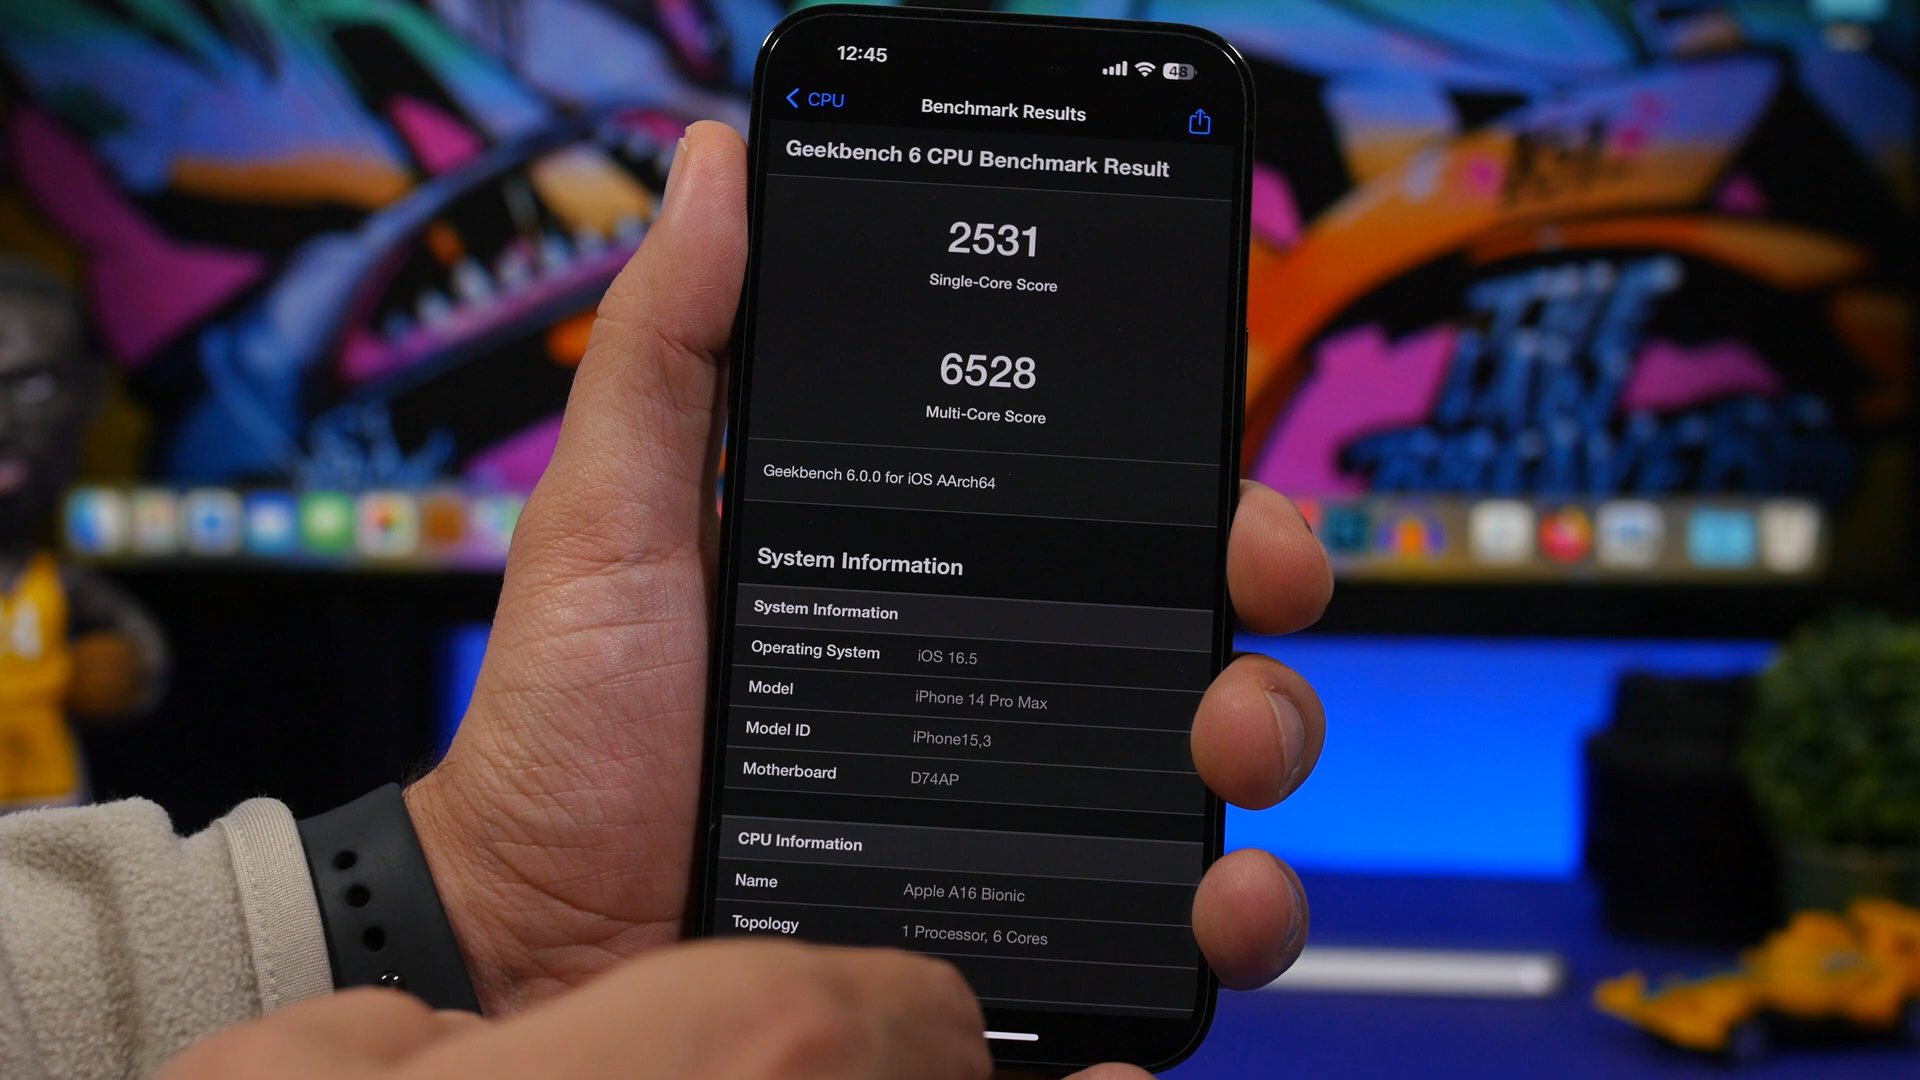 12:45
48
CPU
Benchmark Results
Geekbench 6 CPU Benchmark Result
2531
Single-Core Score
6528
Multi-Core Score
Geekbench 6.0.0 for iOS AArch64
System Information
System Information
Operating System iOS 16.5
Model iPhone 14 Pro Max
Model ID iPhone15,3
Motherboard D74AP
CPU Information
Name Apple A16 Bionic
Topology 1 Processor, 6 Cores